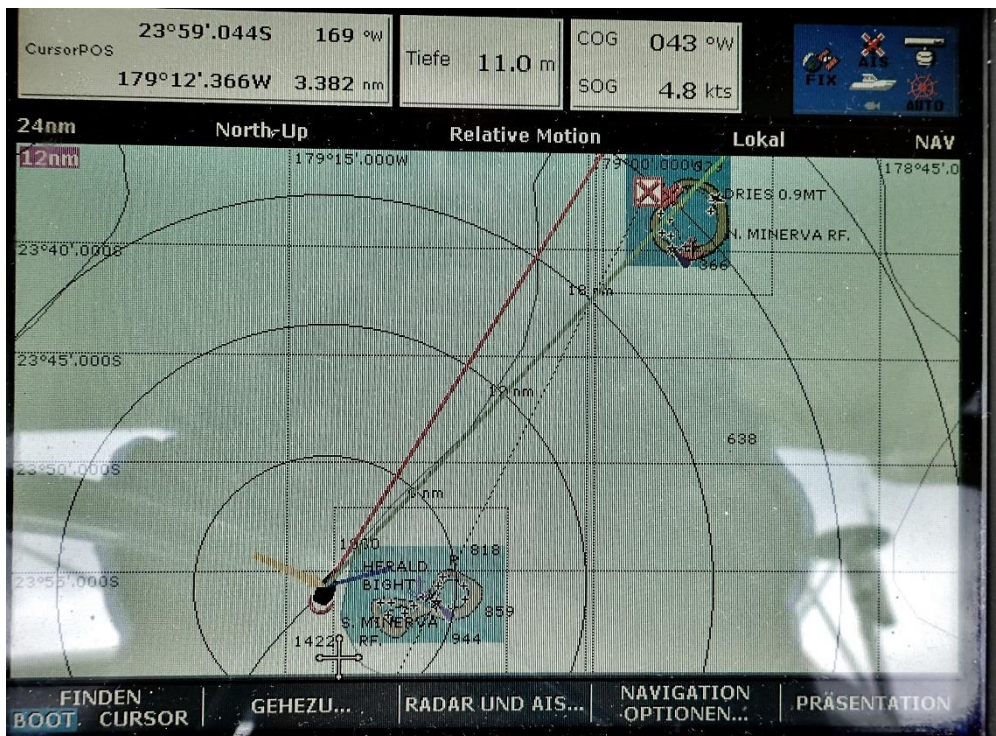 CursorPOS
23°59'.044S 169 °W
179°12'.366W 3.382 nm
Tiefe 11.0 m
COG 043 °W
SOG 4.8 kts
FIX
AIS
AUTO
24nm North-Up Relative Motion Lokal NAV
12nm
179°15'.000W
178°45'.0
DRIES 0.9MT
23°40'.000S
N. MINERVA RF.
366
18 nm
23°45'.000S
12 nm
638
23°50'.000S
6 nm
818
HERALD
BIGHT
23°55'.000S
859
S. MINERVA
RF.
1422
944
FINDEN
BOOT CURSOR
GEHEZU...
RADAR UND AIS...
NAVIGATION
OPTIONEN...
PRÄSENTATION